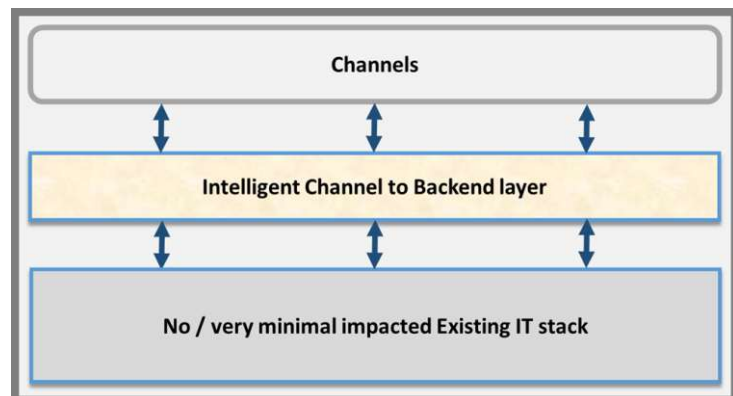 Channels
Intelligent Channel to Backend layer
No / very minimal impacted Existing IT stack